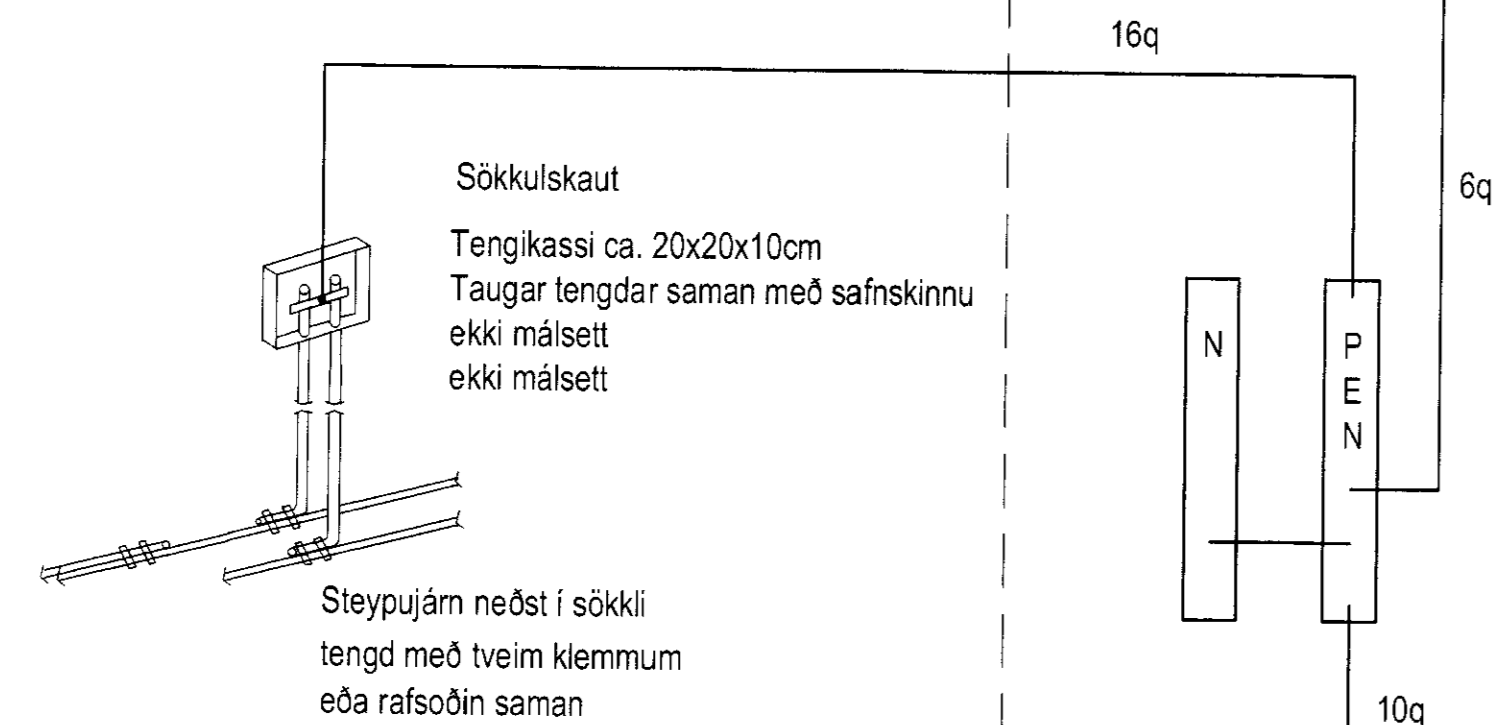 16q
6q
Sökkulskaut
Tengikassi ca. 20x20x10cm
Taugar tengdar saman með safnskinnu
ekki málsett
ekki málsett
N
P
E
N
Steypujárn neðst í sökkli
tengd með tveim klemmum
eða rafsoðin saman
10q